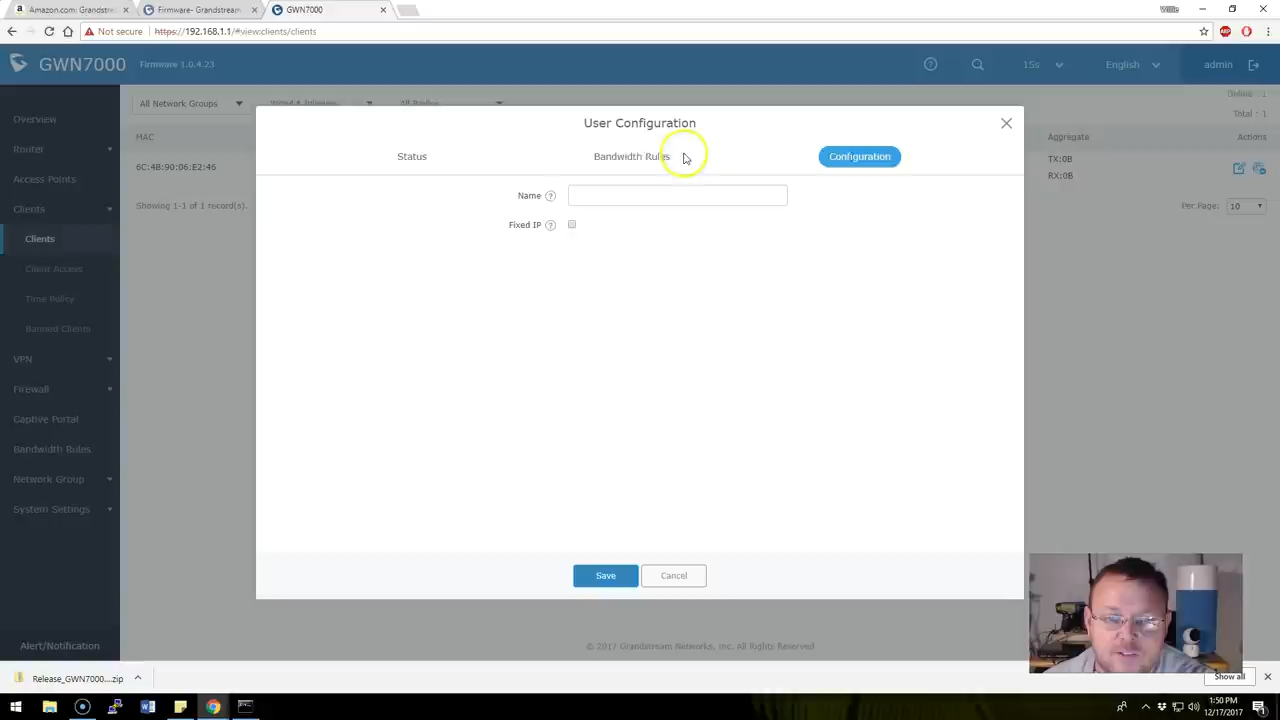 Amazon.com: Grandstre
Firmware- Grandstream
GWN7000
Willie
Not secure
https://192.168.1.1/#view:clients/clients
GWN7000
Firmware 1.0.4.23
15s
English
admin
Overview
Router
Access Points
Clients
Clients
Client Access
Time Policy
Banned Clients
VPN
Firewall
Captive Portal
Bandwidth Rules
Network Group
System Settings
Alert/Notification
All Network Groups
Online : 1
Total : 1
MAC
Aggregate
Actions
6C:4B:90:06:E2:46
TX:0B
RX:0B
Showing 1-1 of 1 record(s).
Per Page:
10
User Configuration
Status
Bandwidth Rules
Configuration
Name
Fixed IP
Save
Cancel
© 2017 Grandstream Networks, Inc. All Rights Reserved
Release_GWN7000....zip
Show all
1:50 PM
12/17/2017